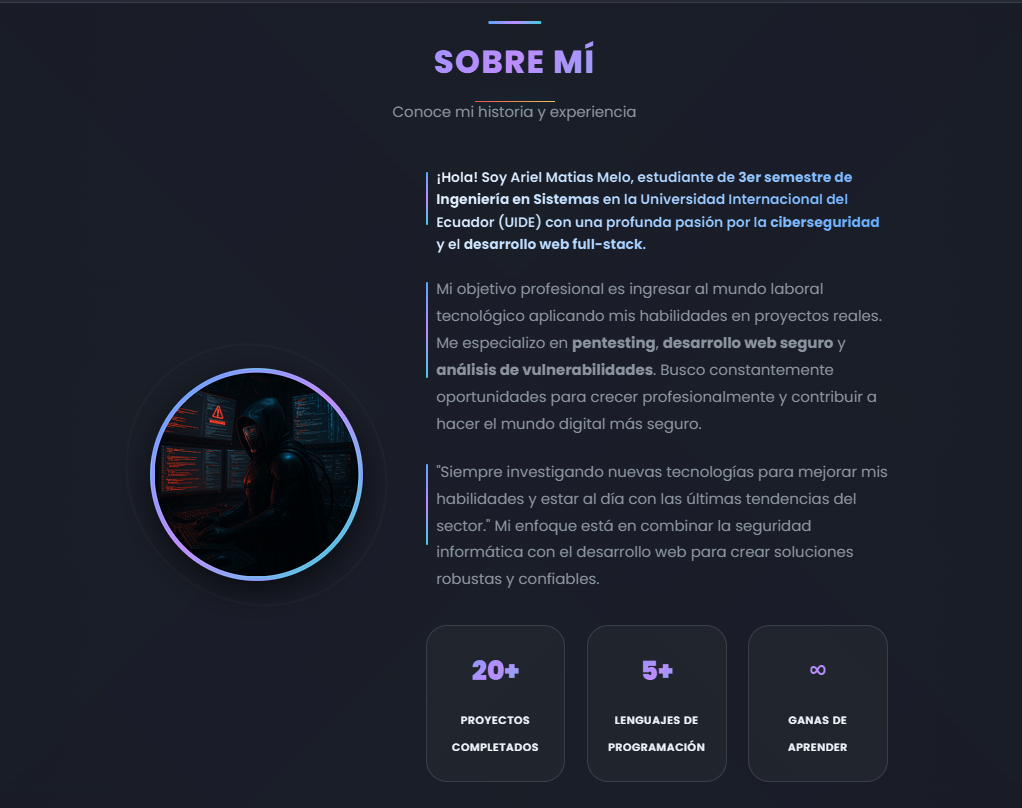 SOBRE MÍ
Conoce mi historia y experiencia
¡Hola! Soy Ariel Matias Melo, estudiante de 3er semestre de
Ingeniería en Sistemas en la Universidad Internacional del
Ecuador (UIDE) con una profunda pasión por la ciberseguridad
y el desarrollo web full-stack.
Mi objetivo profesional es ingresar al mundo laboral
tecnológico aplicando mis habilidades en proyectos reales.
Me especializo en pentesting, desarrollo web seguro y
análisis de vulnerabilidades. Busco constantemente
oportunidades para crecer profesionalmente y contribuir a
hacer el mundo digital más seguro.
"Siempre investigando nuevas tecnologías para mejorar mis
habilidades y estar al día con las últimas tendencias del
sector." Mi enfoque está en combinar la seguridad
informática con el desarrollo web para crear soluciones
robustas y confiables.
20+
PROYECTOS
COMPLETADOS
5+
LENGUAJES DE
PROGRAMACIÓN
∞
GANAS DE
APRENDER